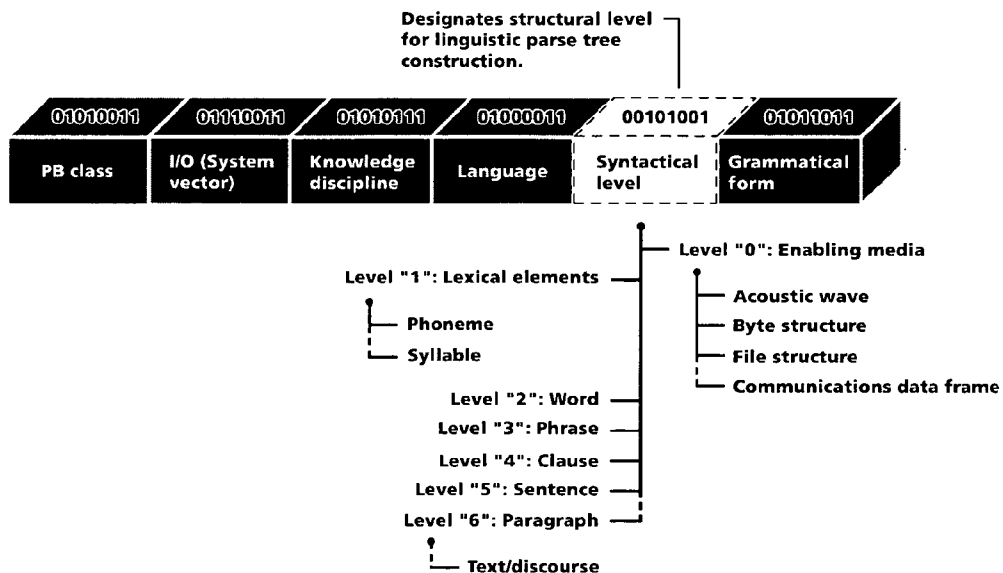 Designates structural level
for linguistic parse tree
construction.
01010011 01110011 01010111 01000011 00101001 01011011
PB class
I/O (System
vector)
Knowledge
discipline
Language
Syntactical
level
Grammatical
form
Level "0": Enabling media
Acoustic wave
Byte structure
File structure
Communications data frame
Level "1": Lexical elements
Phoneme
Syllable
Level "2": Word
Level "3": Phrase
Level "4": Clause
Level "5": Sentence
Level "6": Paragraph
Text/discourse